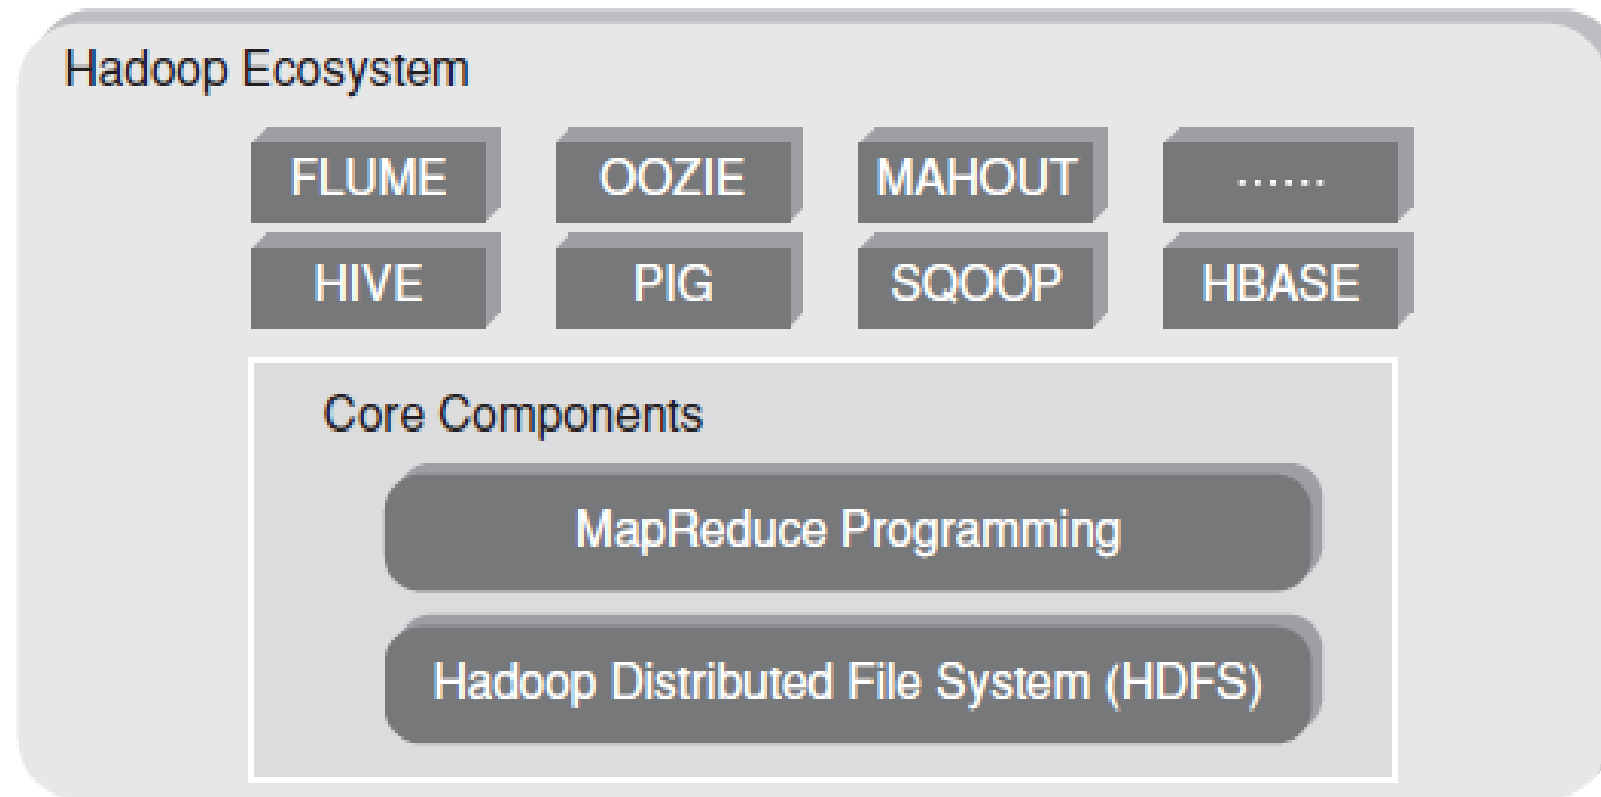 Hadoop Ecosystem
FLUME OOZIE MAHOUT ......
HIVE PIG SQOOP HBASE
Core Components
MapReduce Programming
Hadoop Distributed File System (HDFS)